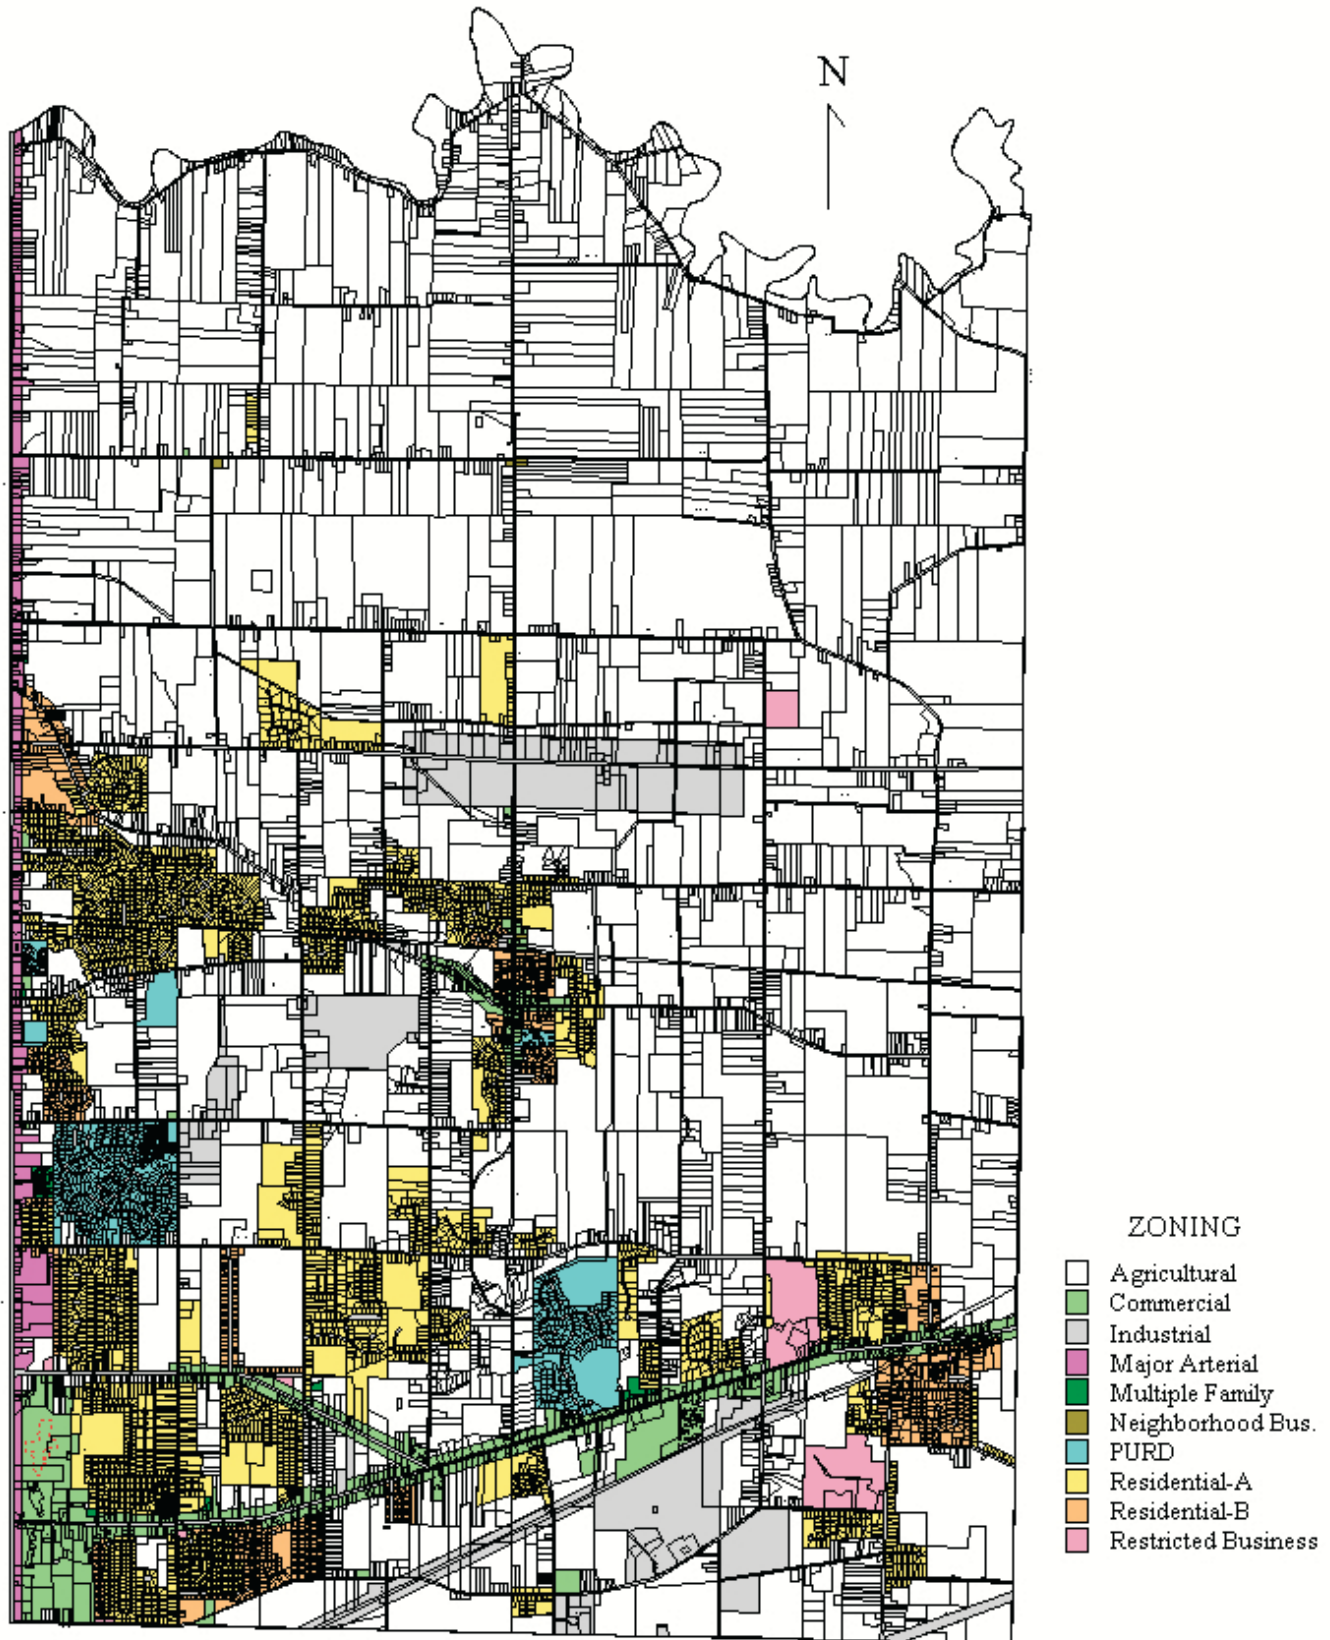 N
ZONING
Agricultural
Commercial
Industrial
Major Arterial
Multiple Family
Neighborhood Bus.
PURD
Residential-A
Residential-B
Restricted Business